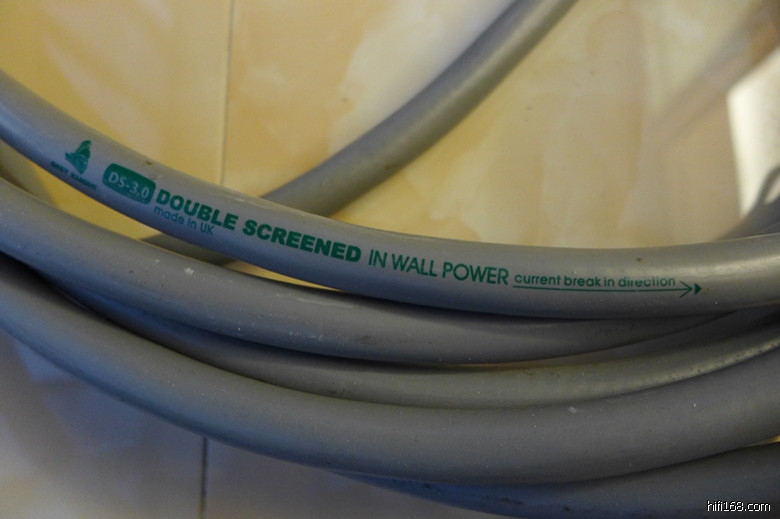 DS-3.0 DOUBLE SCREENED IN WALL POWER current break in direction
made in UK
hifi168.com